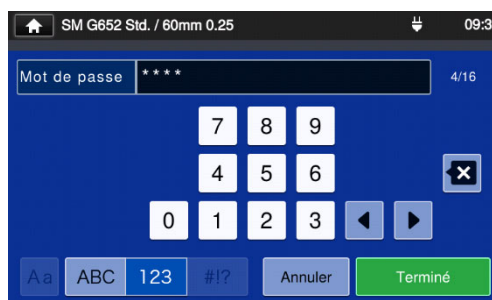 SM G652 Std. / 60mm 0.25 09:3
Mot de passe **** 4/16
7 8 9
4 5 6
0 1 2 3
Aa ABC 123 #!? Annuler Terminé